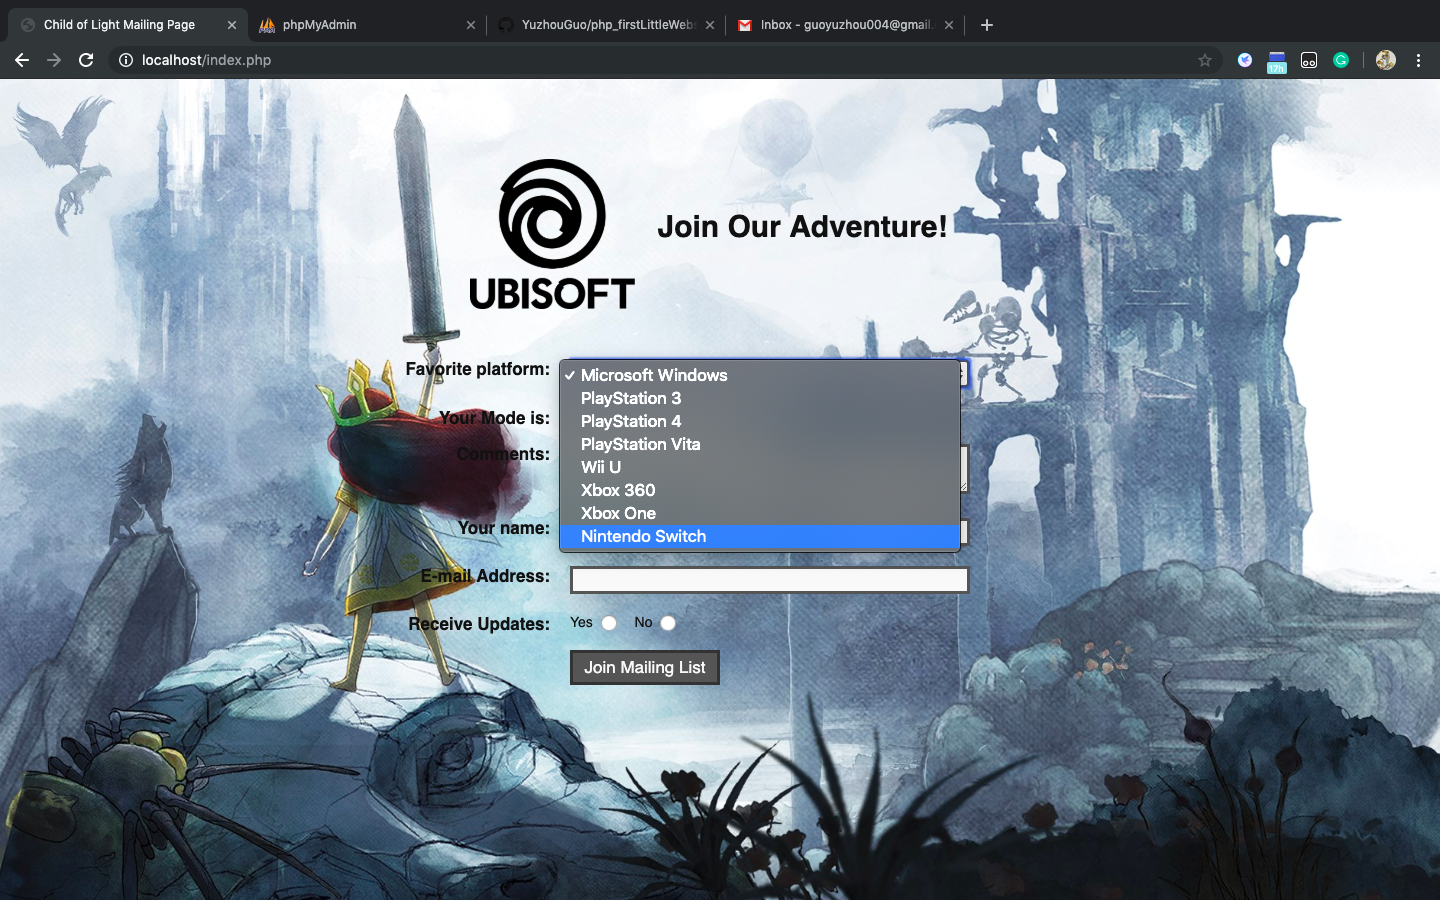 Child of Light Mailing Page
phpMyAdmin
YuzhouGuo/php_firstLittleWebs
Inbox - guoyuzhou004@gmail.
localhost/index.php
17h
UBISOFT
Join Our Adventure!
Favorite platform:
✓ Microsoft Windows
PlayStation 3
PlayStation 4
PlayStation Vita
Wii U
Xbox 360
Xbox One
Nintendo Switch
Your Mode is:
Comments:
Your name:
E-mail Address:
Receive Updates:
Yes
No
Join Mailing List